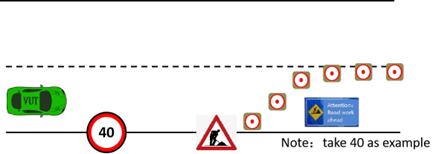 VUT
40
Attention:
Road work
ahead
Note: take 40 as example